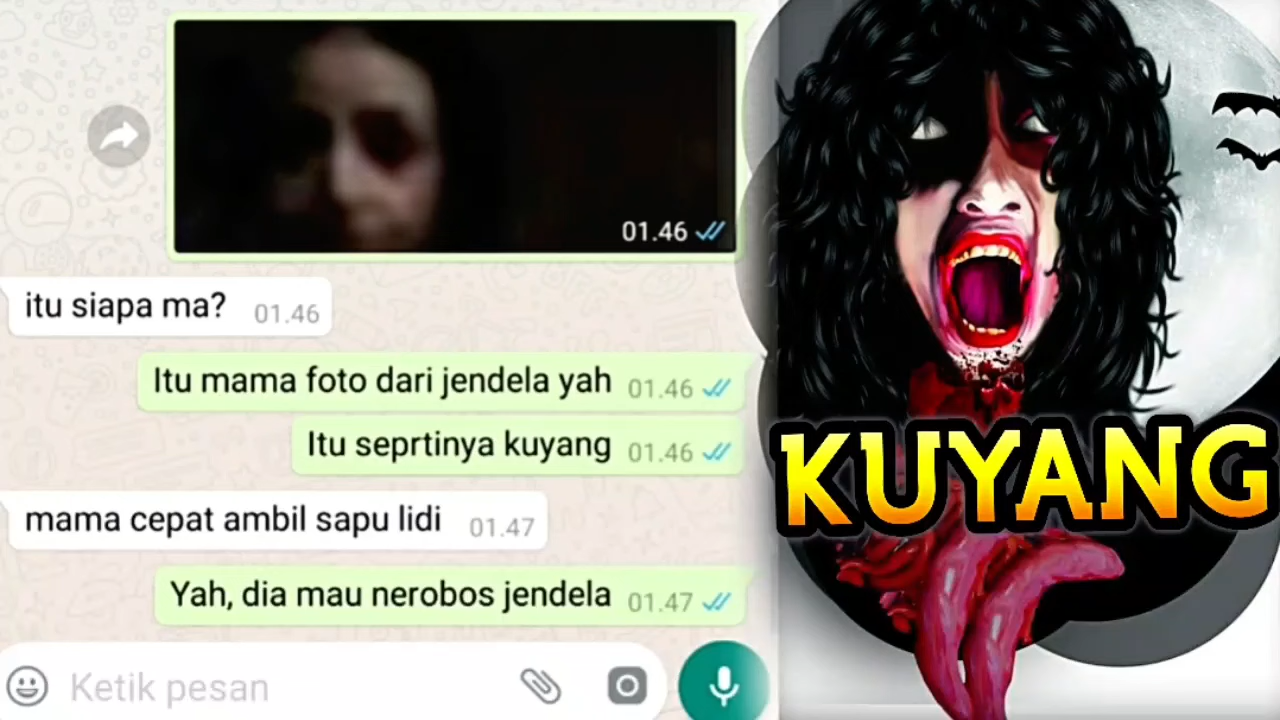 01.46
itu siapa ma? 01.46
Itu mama foto dari jendela yah 01.46
Itu seprtinya kuyang 01.46
mama cepat ambil sapu lidi 01.47
Yah, dia mau nerobos jendela 01.47
Ketik pesan
KUYANG